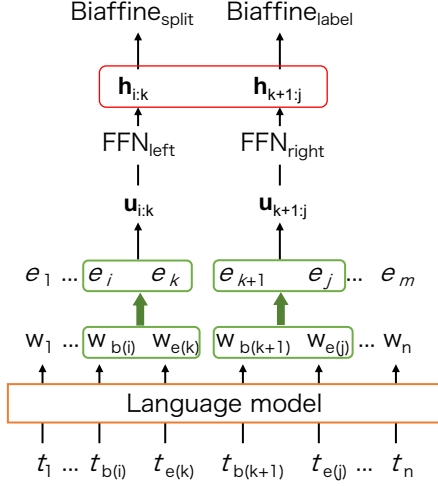 Biaffine_split Biaffine_label
h_i:k h_k+1:j
FFN_left FFN_right
u_i:k u_k+1:j
e_1 ... e_i e_k e_k+1 e_j ... e_m
w_1 ... w_b(i) w_e(k) w_b(k+1) w_e(j) ... w_n
Language model
t_1 ... t_b(i) t_e(k) t_b(k+1) t_e(j) ... t_n